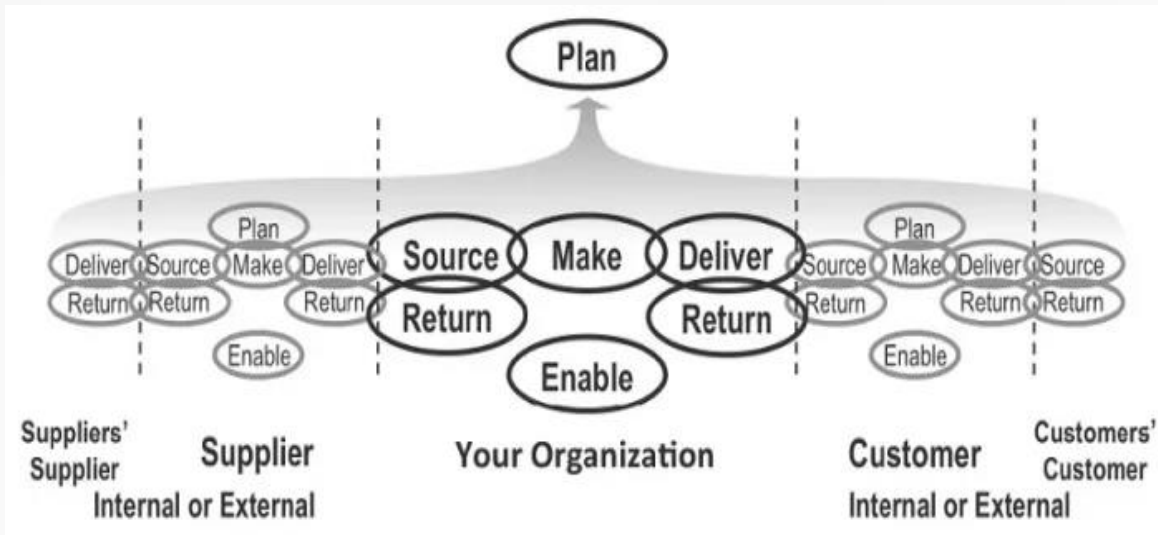 Plan
Plan
Plan
Deliver Source Make Deliver Source Make Deliver Source Make Deliver Source
Return Return Return Return Return Return Return Return
Enable
Enable
Enable
Suppliers'
Supplier
Supplier
Internal or External
Your Organization
Customer
Internal or External
Customers'
Customer